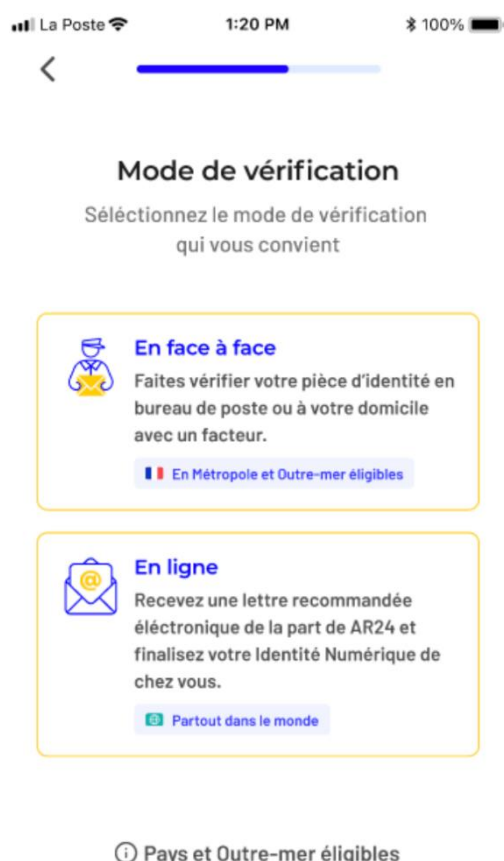 La Poste 1:20 PM 100%
Mode de vérification
Séléctionnez le mode de vérification
qui vous convient
En face à face
Faites vérifier votre pièce d'identité en
bureau de poste ou à votre domicile
avec un facteur.
En Métropole et Outre-mer éligibles
@
En ligne
Recevez une lettre recommandée
éléctronique de la part de AR24 et
finalisez votre Identité Numérique de
chez vous.
Partout dans le monde
Pays et Outre-mer éligibles